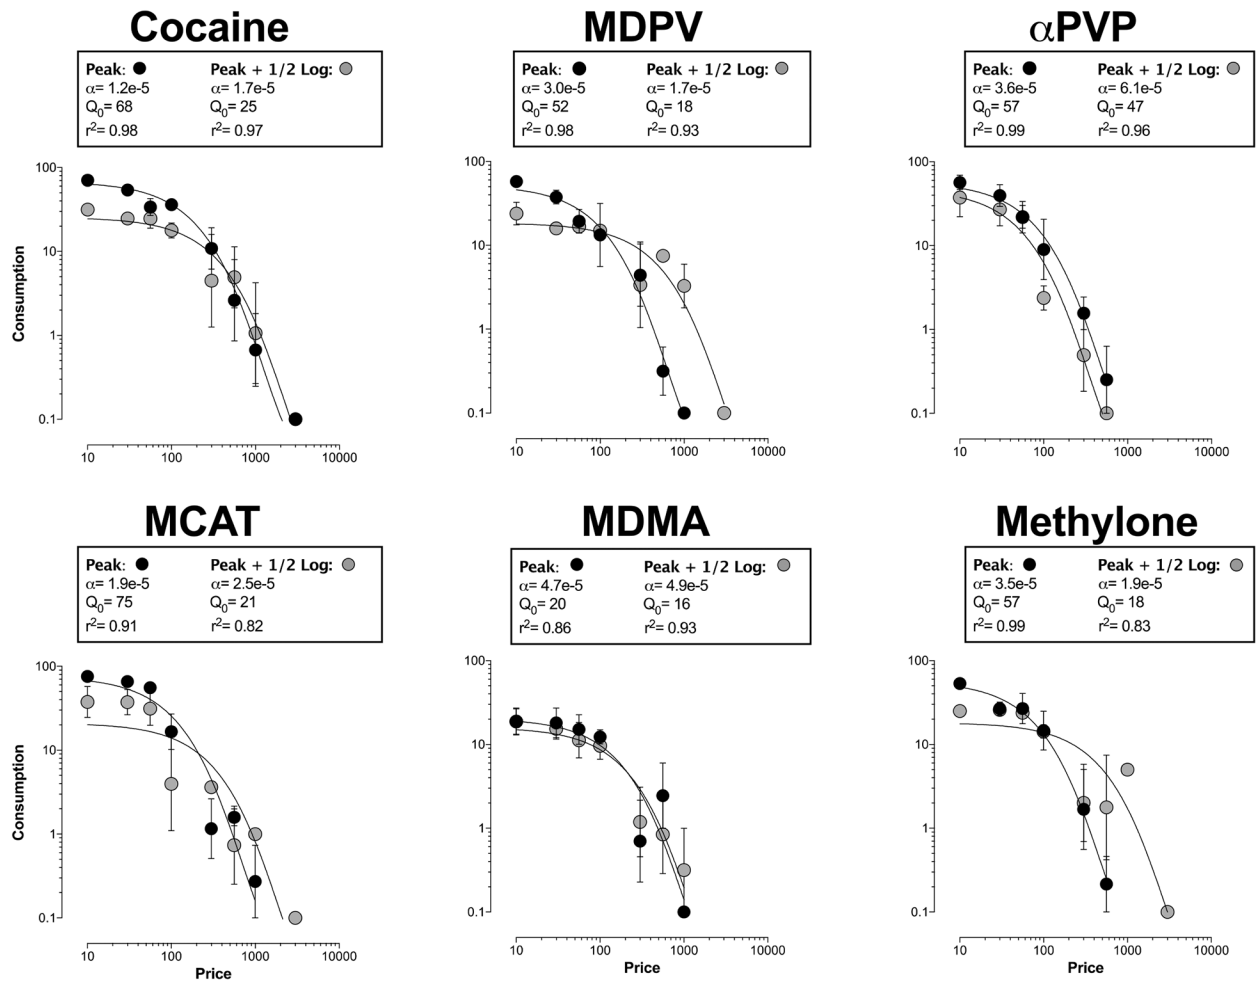 Cocaine
Peak: Peak + 1/2 Log:
α= 1.2e-5 α= 1.7e-5
Q0= 68 Q0= 25
r2= 0.98 r2= 0.97
100
10
1
0.1
Consumption
10 100 1000 10000
MDPV
Peak: Peak + 1/2 Log:
α= 3.0e-5 α= 1.7e-5
Q0= 52 Q0= 18
r2= 0.98 r2= 0.93
100
10
1
0.1
10 100 1000 10000
αPVP
Peak: Peak + 1/2 Log:
α= 3.6e-5 α= 6.1e-5
Q0= 57 Q0= 47
r2= 0.99 r2= 0.96
100
10
1
0.1
10 100 1000 10000
MCAT
Peak: Peak + 1/2 Log:
α= 1.9e-5 α= 2.5e-5
Q0= 75 Q0= 21
r2= 0.91 r2= 0.82
100
10
1
0.1
Consumption
10 100 1000 10000
Price
MDMA
Peak: Peak + 1/2 Log:
α= 4.7e-5 α= 4.9e-5
Q0= 20 Q0= 16
r2= 0.86 r2= 0.93
100
10
1
0.1
10 100 1000 10000
Price
Methylone
Peak: Peak + 1/2 Log:
α= 3.5e-5 α= 1.9e-5
Q0= 57 Q0= 18
r2= 0.99 r2= 0.83
100
10
1
0.1
10 100 1000 10000
Price